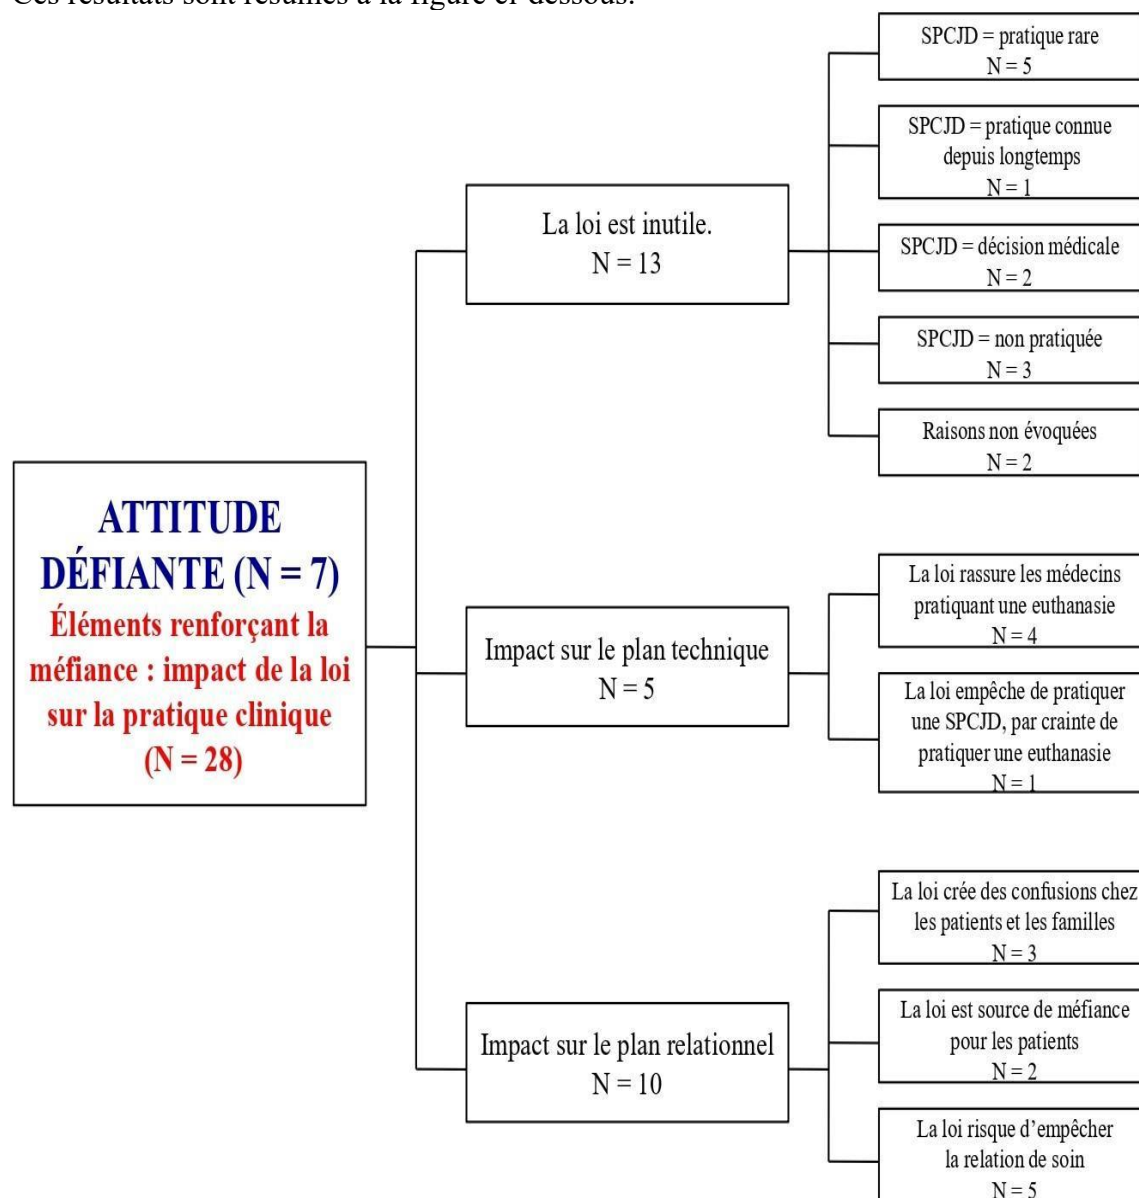 Ces résultats sont résumés à la figure ci-dessous.
SPCJD = pratique rare
N = 5
SPCJD = pratique connue
depuis longtemps
N = 1
La loi est inutile.
N = 13
SPCJD = décision médicale
N = 2
SPCJD = non pratiquée
N = 3
Raisons non évoquées
N = 2
ATTITUDE
DÉFIANTE (N = 7)
Éléments renforçant la
méfiance : impact de la loi
sur la pratique clinique
(N = 28)
Impact sur le plan technique
N = 5
La loi rassure les médecins
pratiquant une euthanasie
N = 4
La loi empêche de pratiquer
une SPCJD, par crainte de
pratiquer une euthanasie
N = 1
Impact sur le plan relationnel
N = 10
La loi crée des confusions chez
les patients et les familles
N = 3
La loi est source de méfiance
pour les patients
N = 2
La loi risque d'empêcher
la relation de soin
N = 5